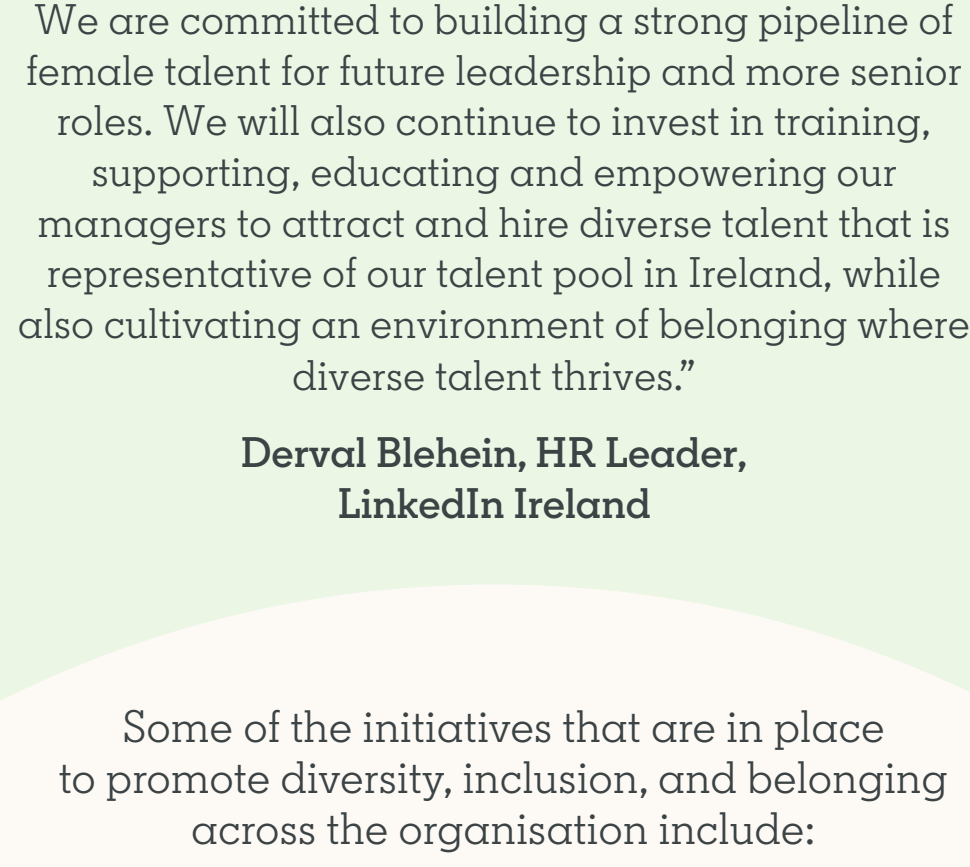 We are committed to building a strong pipeline of
female talent for future leadership and more senior
roles. We will also continue to invest in training,
supporting, educating and empowering our
managers to attract and hire diverse talent that is
representative of our talent pool in Ireland, while
also cultivating an environment of belonging where
diverse talent thrives.”
Derval Blehein, HR Leader,
LinkedIn Ireland
Some of the initiatives that are in place
to promote diversity, inclusion, and belonging
across the organisation include: